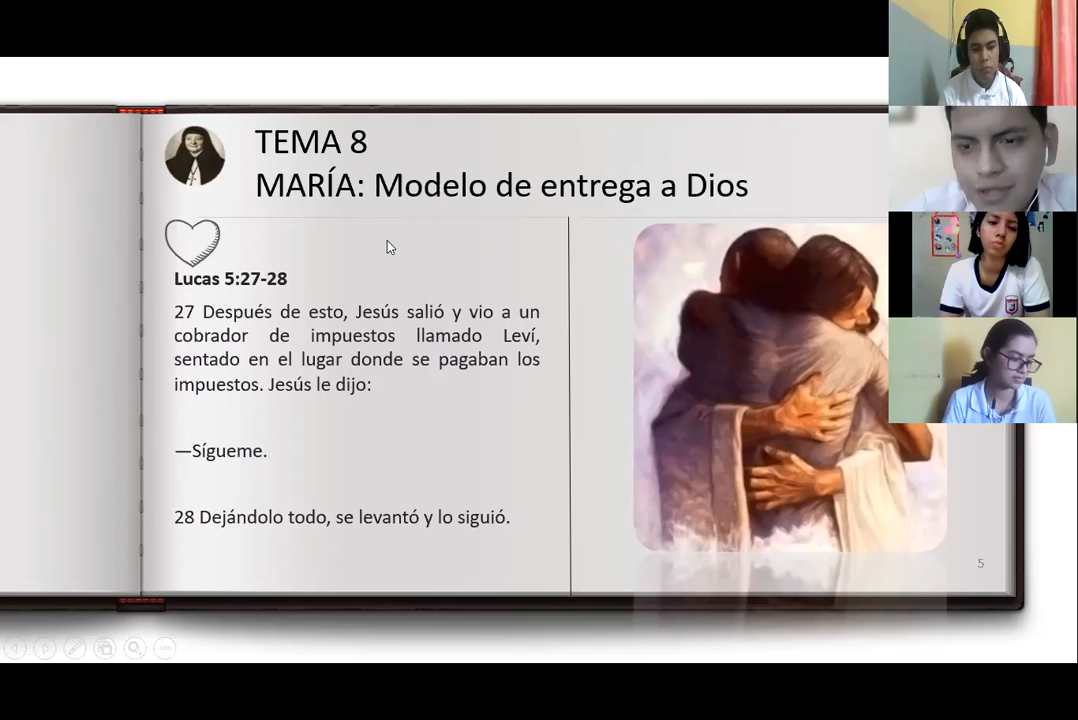 TEMA 8
MARÍA: Modelo de entrega a Dios
Lucas 5:27-28
27 Después de esto, Jesús salió y vio a un
cobrador de impuestos llamado Leví,
sentado en el lugar donde se pagaban los
impuestos. Jesús le dijo:
—Sígueme.
28 Dejándolo todo, se levantó y lo siguió.
5